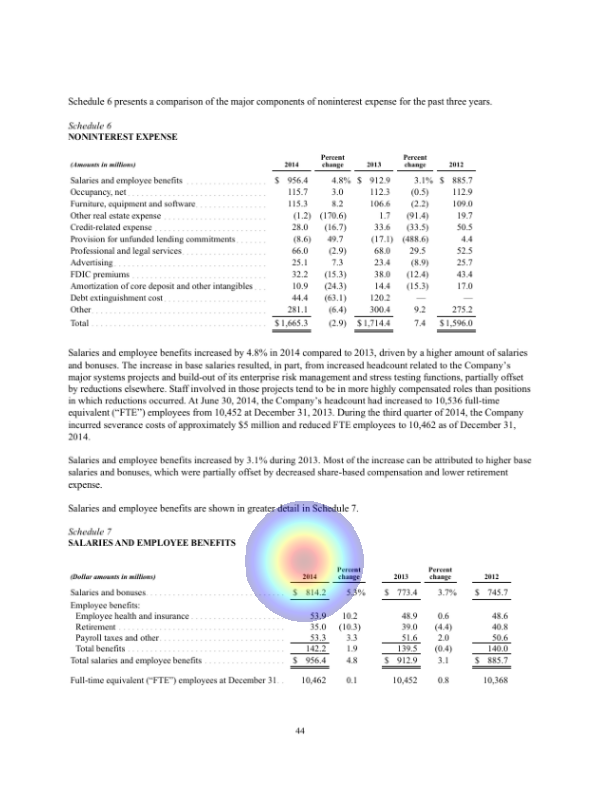 Schedule 6 presents a comparison of the major components of noninterest expense for the past three years.
Schedule 6
NONINTEREST EXPENSE
(Amounts in millions) 2014 Percent change 2013 Percent change 2012
Salaries and employee benefits $ 956.4 4.8% $ 912.9 3.1% $ 885.7
Occupancy, net 115.7 3.0 112.3 (0.5) 112.9
Furniture, equipment and software 115.3 8.2 106.6 (2.2) 109.0
Other real estate expense (1.2) (170.6) 1.7 (91.4) 19.7
Credit-related expense 28.0 (16.7) 33.6 (33.5) 50.5
Provision for unfunded lending commitments (8.6) 49.7 (17.1) (488.6) 4.4
Professional and legal services 66.0 (2.9) 68.0 29.5 52.5
Advertising 25.1 7.3 23.4 (8.9) 25.7
FDIC premiums 32.2 (15.3) 38.0 (12.4) 43.4
Amortization of core deposit and other intangibles 10.9 (24.3) 14.4 (15.3) 17.0
Debt extinguishment cost 44.4 (63.1) 120.2 — —
Other 281.1 (6.4) 300.4 9.2 275.2
Total $1,665.3 (2.9) $1,714.4 7.4 $1,596.0
Salaries and employee benefits increased by 4.8% in 2014 compared to 2013, driven by a higher amount of salaries
and bonuses. The increase in base salaries resulted, in part, from increased headcount related to the Company's
major systems projects and build-out of its enterprise risk management and stress testing functions, partially offset
by reductions elsewhere. Staff involved in those projects tend to be in more highly compensated roles than positions
in which reductions occurred. At June 30, 2014, the Company's headcount had increased to 10,536 full-time
equivalent ("FTE") employees from 10,452 at December 31, 2013. During the third quarter of 2014, the Company
incurred severance costs of approximately $5 million and reduced FTE employees to 10,462 as of December 31,
2014.
Salaries and employee benefits increased by 3.1% during 2013. Most of the increase can be attributed to higher base
salaries and bonuses, which were partially offset by decreased share-based compensation and lower retirement
expense.
Salaries and employee benefits are shown in greater detail in Schedule 7.
Schedule 7
SALARIES AND EMPLOYEE BENEFITS
(Dollar amounts in millions) 2014 Percent change 2013 Percent change 2012
Salaries and bonuses $ 814.2 5.3% $ 773.4 3.7% $ 745.7
Employee benefits:
Employee health and insurance 53.9 10.2 48.9 0.6 48.6
Retirement 35.0 (10.3) 39.0 (4.4) 40.8
Payroll taxes and other 53.3 3.3 51.6 2.0 50.6
Total benefits 142.2 1.9 139.5 (0.4) 140.0
Total salaries and employee benefits $ 956.4 4.8 $ 912.9 3.1 $ 885.7
Full-time equivalent ("FTE") employees at December 31 10,462 0.1 10,452 0.8 10,368
44